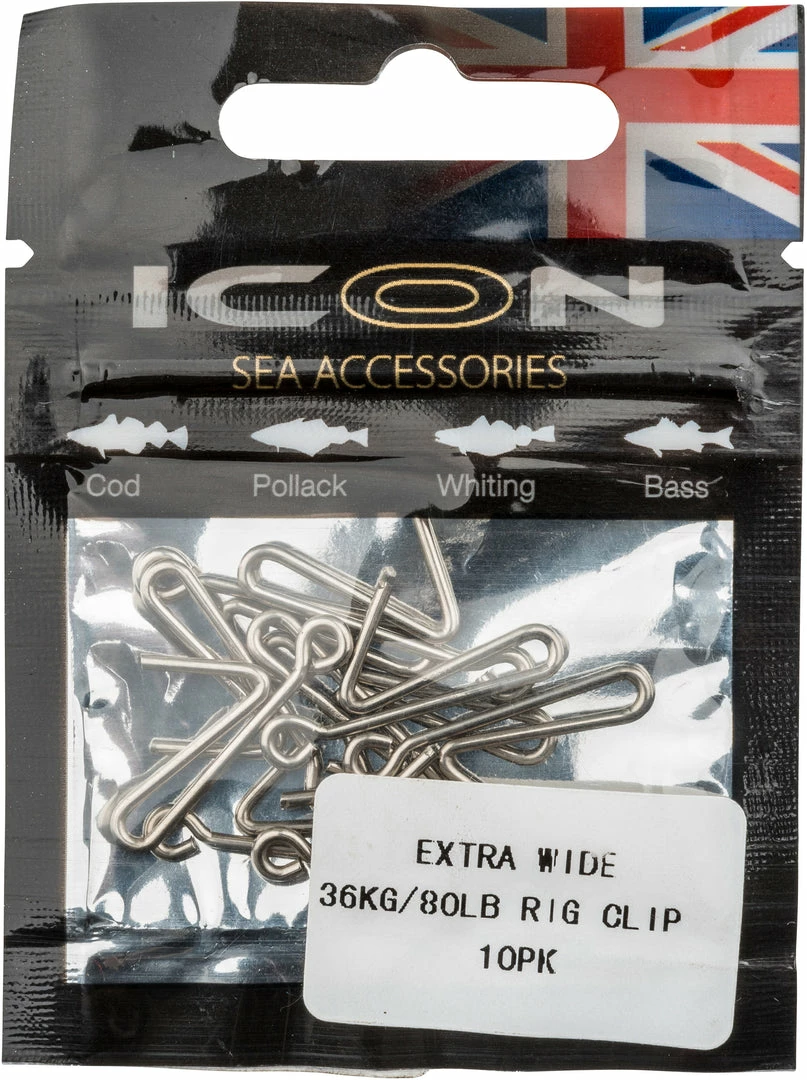 ICON
SEA ACCESSORIES
Cod Pollack Whiting Bass
EXTRA WIDE
36KG/80LB RIG CLIP
10PK